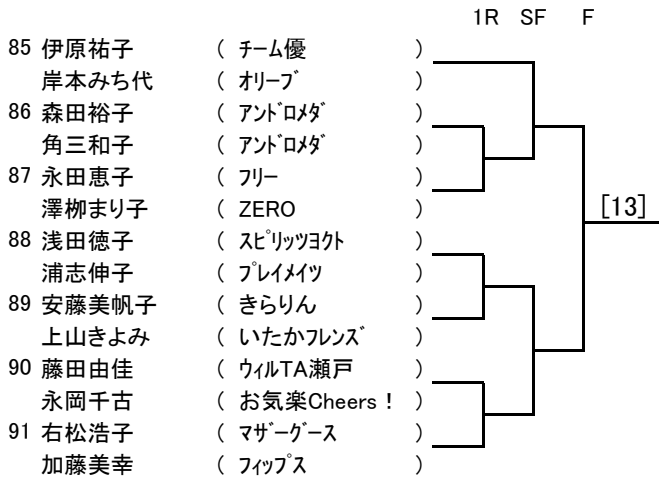 1R SF F
85 伊原祐子 ( ﾁｰﾑ優 )
岸本みち代 ( ｵﾘｰﾌﾞ )
86 森田裕子 ( ｱﾝﾄﾞﾛﾒﾀﾞ )
角三和子 ( ｱﾝﾄﾞﾛﾒﾀﾞ )
87 永田恵子 ( ﾌﾘｰ )
澤栁まり子 ( ZERO )
[13]
88 浅田徳子 ( ｽﾋﾟﾘｯﾂﾖｸﾄ )
浦志伸子 ( ﾌﾟﾚｲﾒｲﾂ )
89 安藤美帆子 ( きらりん )
上山きよみ ( いたかﾌﾚﾝｽﾞ )
90 藤田由佳 ( ｳｨﾙTA瀬戸 )
永岡千古 ( お気楽Cheers！ )
91 右松浩子 ( ﾏｻﾞｰｸﾞｰｽ )
加藤美幸 ( ﾌｨｯﾌﾟｽ )